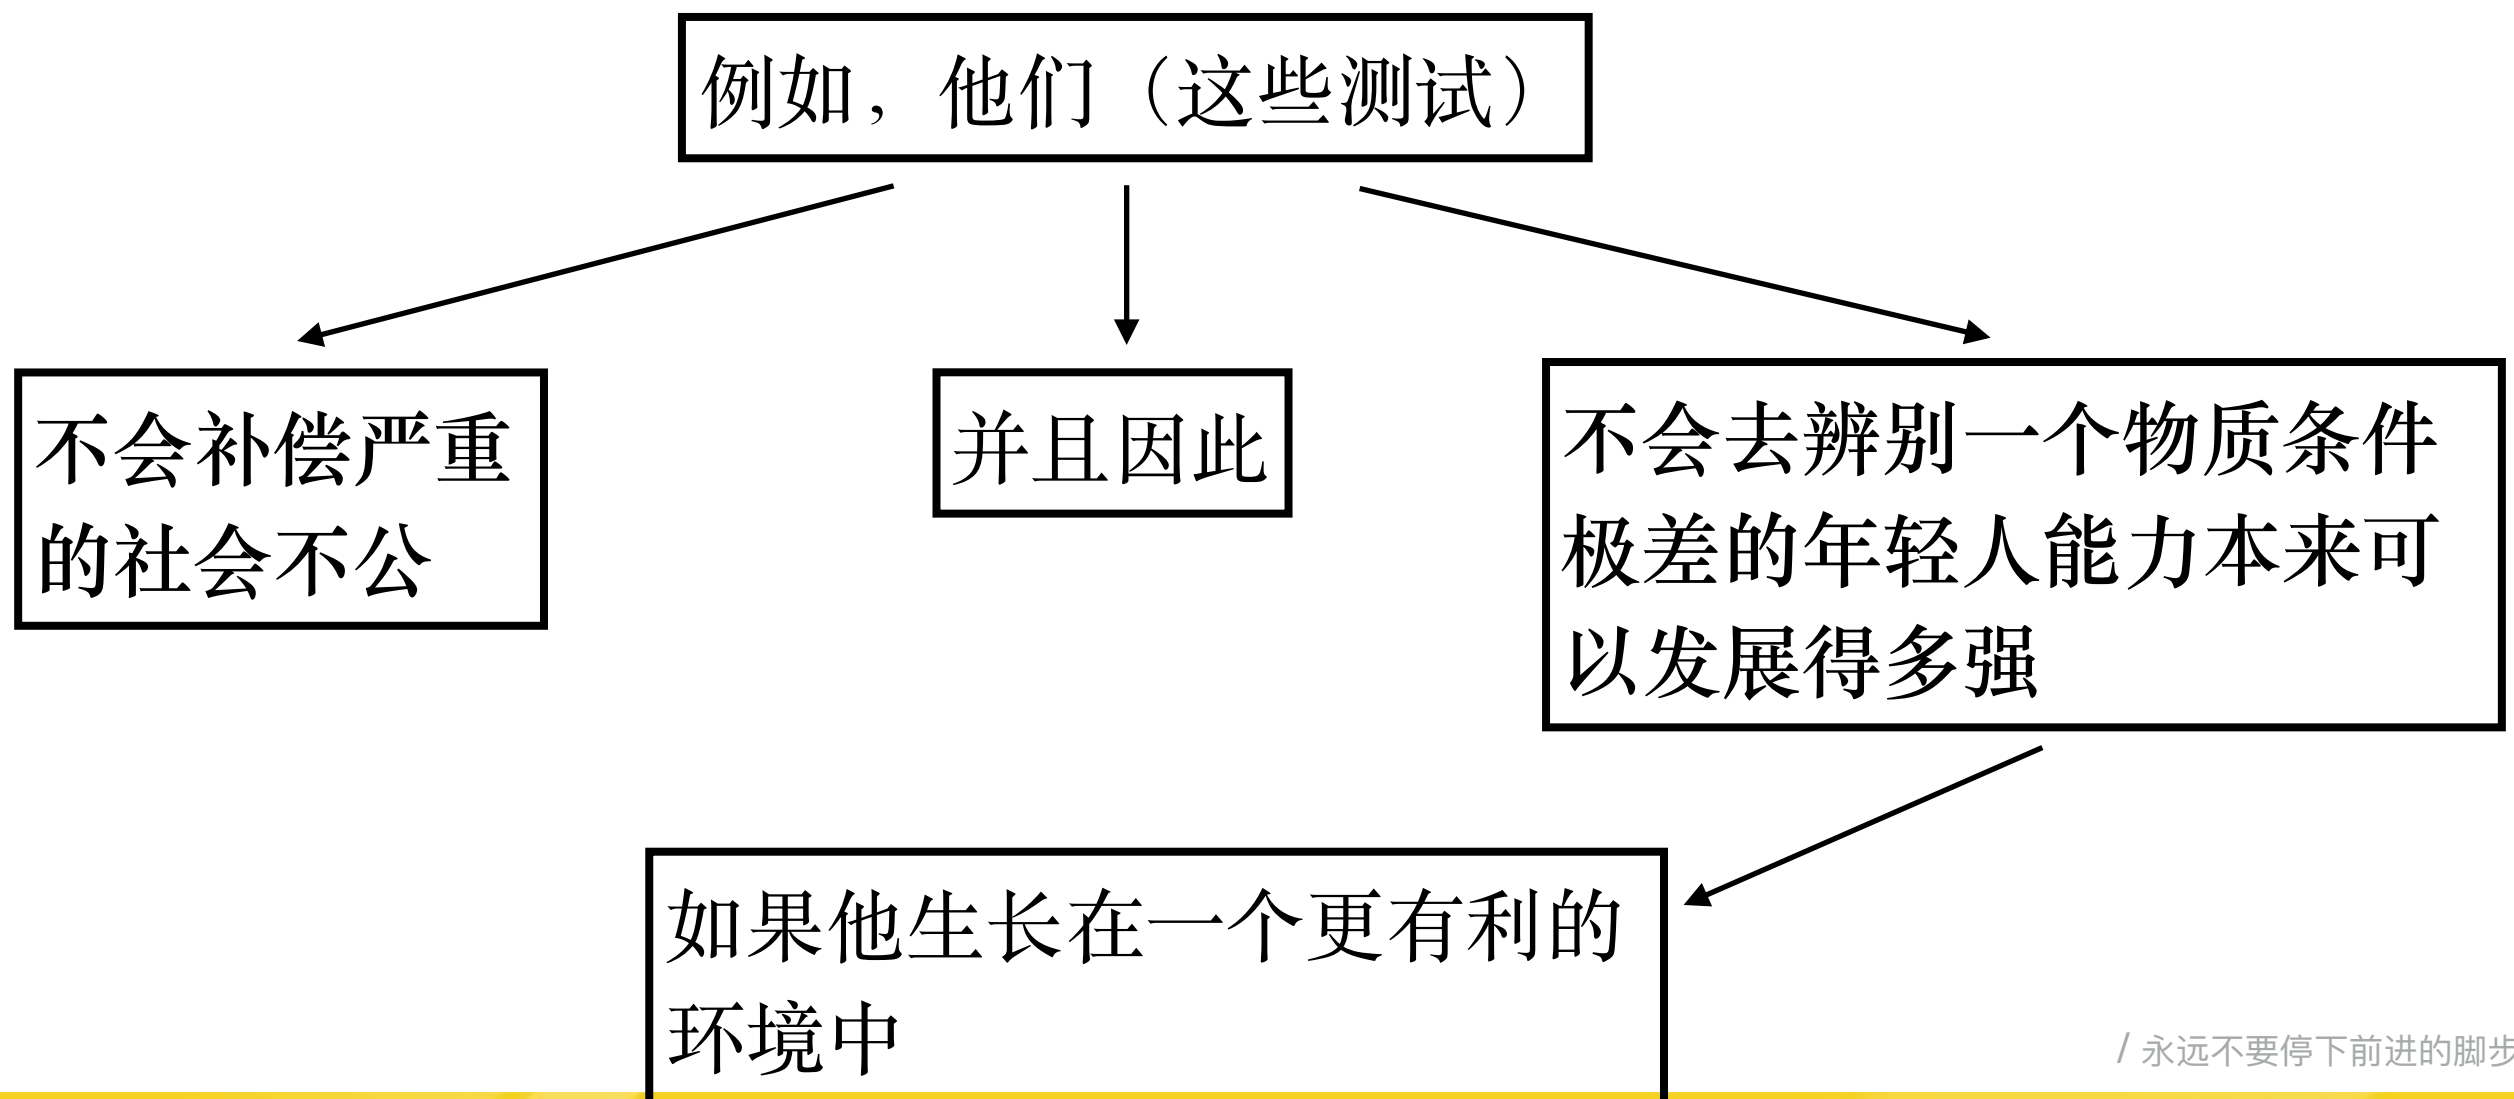 例如，他们（这些测试）
不会补偿严重
的社会不公
并且因此
不会去辨别一个物质条件
极差的年轻人能力本来可
以发展得多强
如果他生长在一个更有利的
环境中
/ 永远不要停下前进的脚步